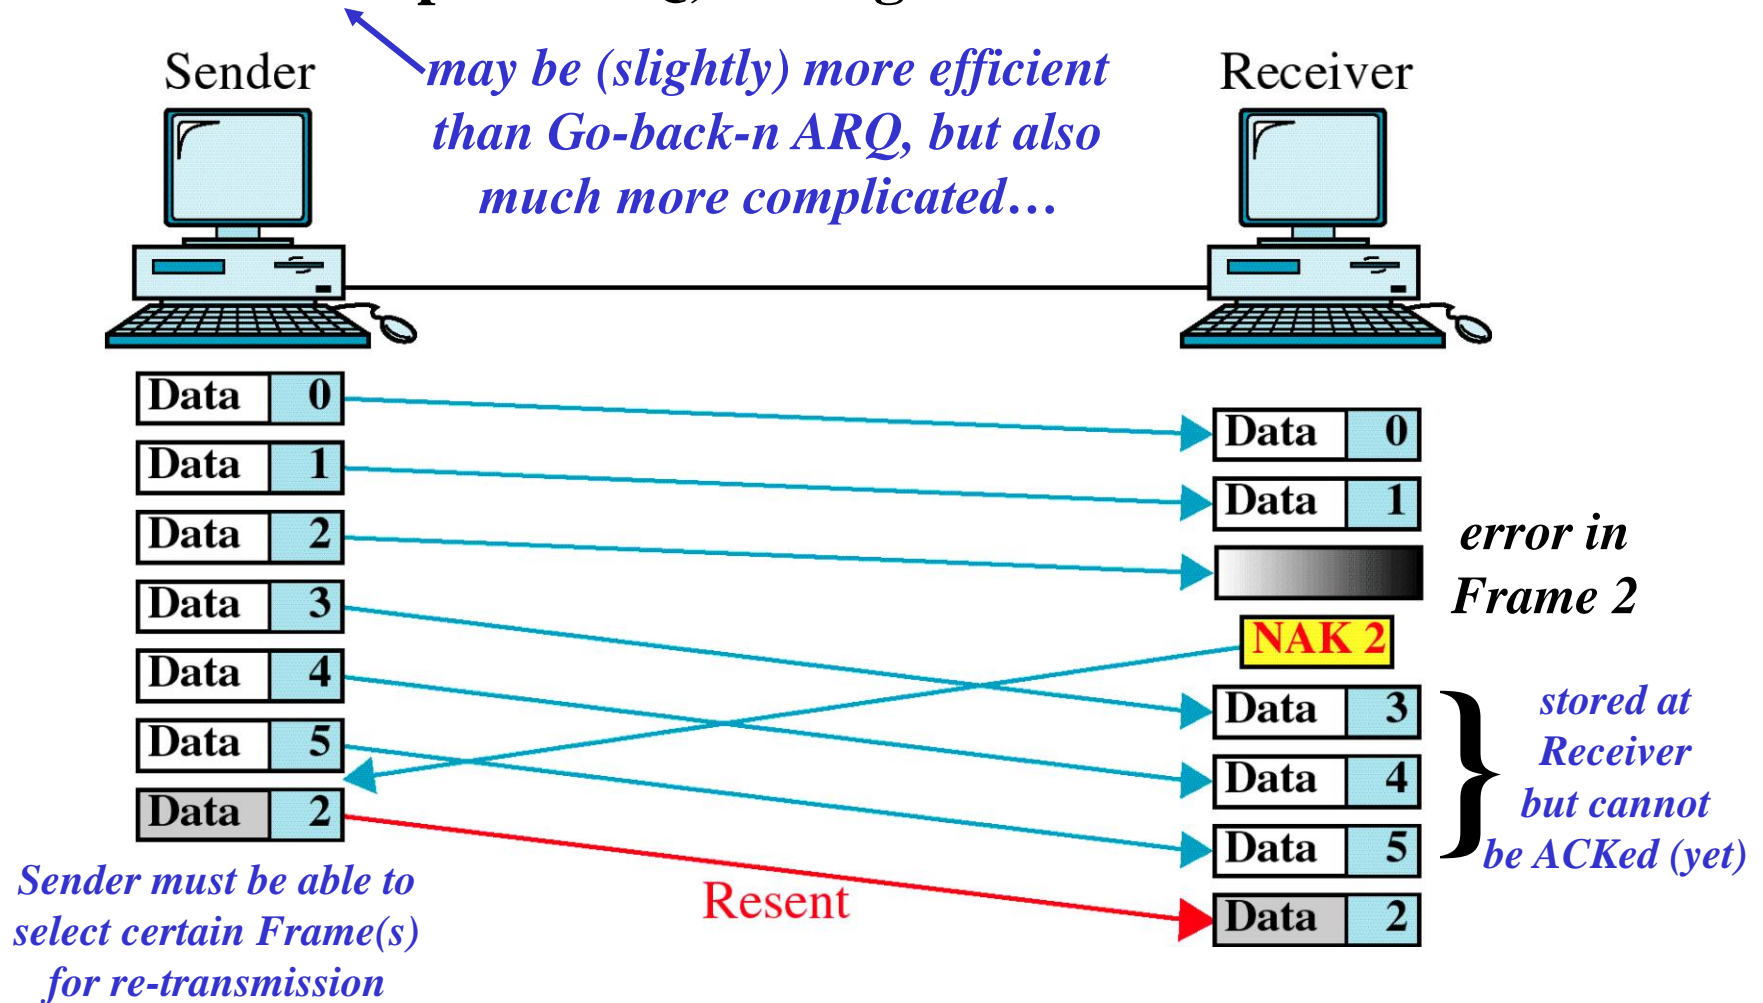 Sender
may be (slightly) more efficient
than Go-back-n ARQ, but also
much more complicated…
Receiver
Data 0
Data 1
Data 2
Data 3
Data 4
Data 5
Data 2
Sender must be able to
select certain Frame(s)
for re-transmission
Resent
Data 0
Data 1
error in
Frame 2
NAK 2
Data 3
Data 4
Data 5
Data 2
stored at
Receiver
but cannot
be ACKed (yet)